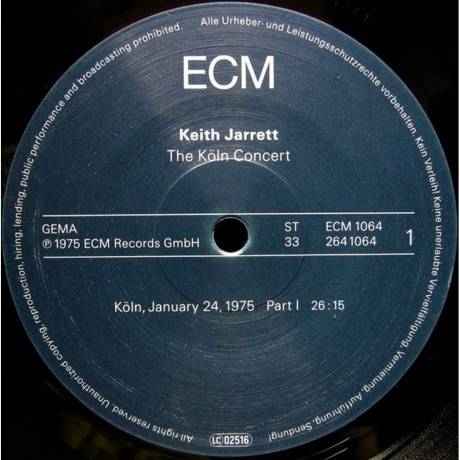 Alle Urheber- und Leistungsschutzrechte vorbehalten. Kein Verleih! Keine unerlaubte Vervielfältigung, Vermietung, Aufführung, Sendung!
ECM
Keith Jarrett
The Köln Concert
GEMA ST ECM 1064
℗ 1975 ECM Records GmbH 33 264 1064 1
Köln, January 24, 1975 Part I 26:15
All rights reserved. Unauthorized copying, reproduction, hiring, lending, public performance and broadcasting prohibited.
LC 02516